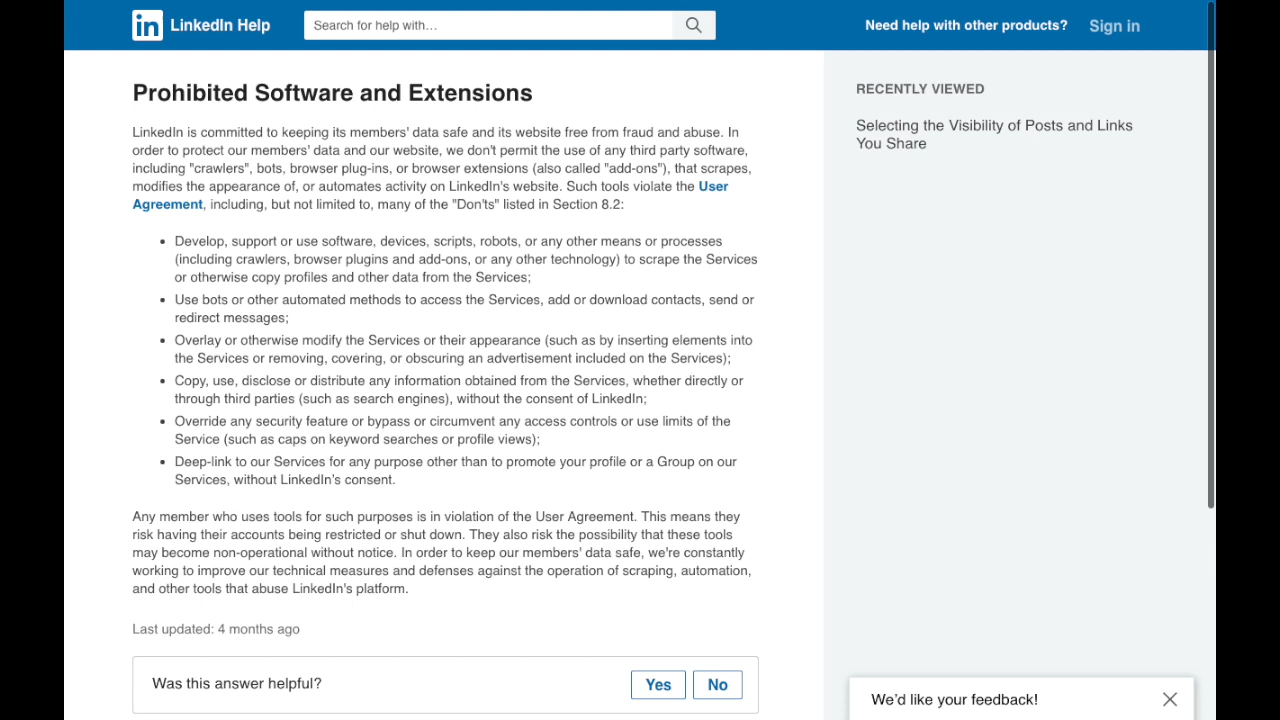 in LinkedIn Help
Search for help with...
Need help with other products?
Sign in
Prohibited Software and Extensions
LinkedIn is committed to keeping its members' data safe and its website free from fraud and abuse. In
order to protect our members' data and our website, we don't permit the use of any third party software,
including "crawlers", bots, browser plug-ins, or browser extensions (also called "add-ons"), that scrapes,
modifies the appearance of, or automates activity on LinkedIn's website. Such tools violate the User
Agreement, including, but not limited to, many of the "Don'ts" listed in Section 8.2:
• Develop, support or use software, devices, scripts, robots, or any other means or processes
(including crawlers, browser plugins and add-ons, or any other technology) to scrape the Services
or otherwise copy profiles and other data from the Services;
• Use bots or other automated methods to access the Services, add or download contacts, send or
redirect messages;
• Overlay or otherwise modify the Services or their appearance (such as by inserting elements into
the Services or removing, covering, or obscuring an advertisement included on the Services);
• Copy, use, disclose or distribute any information obtained from the Services, whether directly or
through third parties (such as search engines), without the consent of LinkedIn;
• Override any security feature or bypass or circumvent any access controls or use limits of the
Service (such as caps on keyword searches or profile views);
• Deep-link to our Services for any purpose other than to promote your profile or a Group on our
Services, without LinkedIn's consent.
Any member who uses tools for such purposes is in violation of the User Agreement. This means they
risk having their accounts being restricted or shut down. They also risk the possibility that these tools
may become non-operational without notice. In order to keep our members' data safe, we're constantly
working to improve our technical measures and defenses against the operation of scraping, automation,
and other tools that abuse LinkedIn's platform.
Last updated: 4 months ago
Was this answer helpful?
Yes
No
RECENTLY VIEWED
Selecting the Visibility of Posts and Links
You Share
We'd like your feedback!